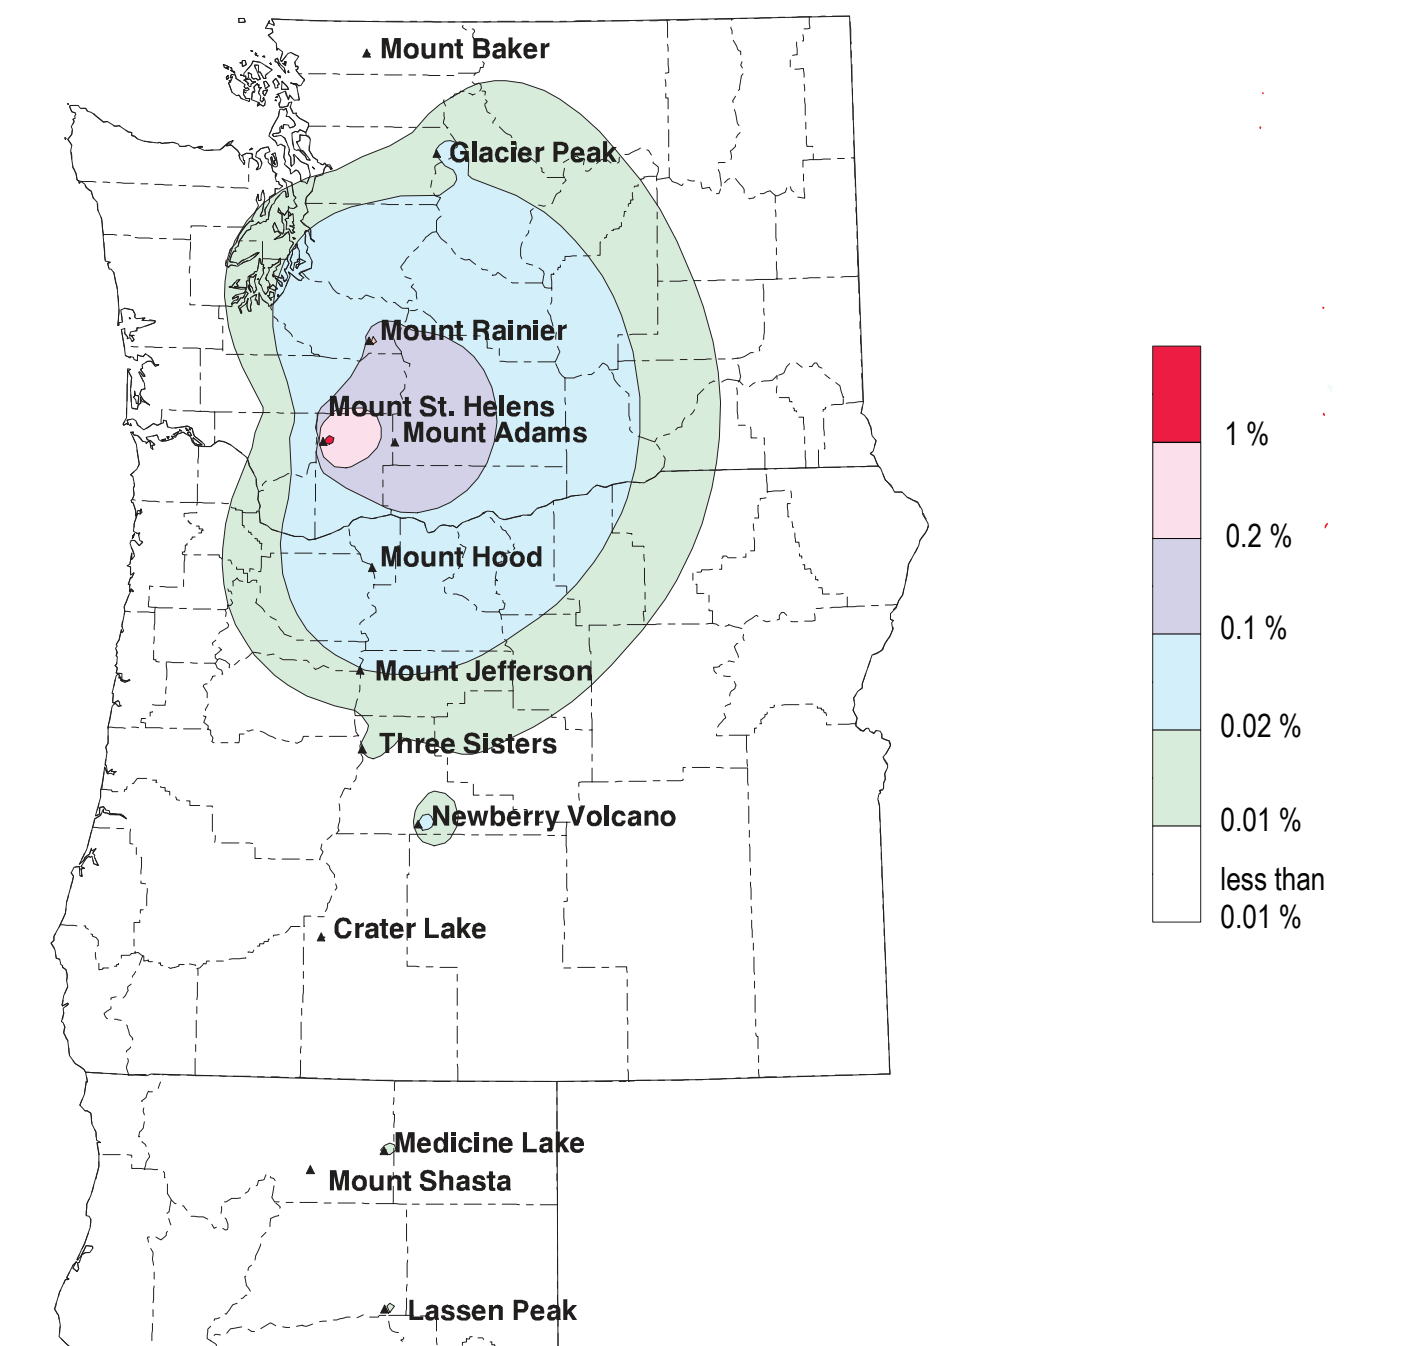 Mount Baker
Glacier Peak
Mount Rainier
Mount St. Helens
Mount Adams
Mount Hood
Mount Jefferson
Three Sisters
Newberry Volcano
Crater Lake
Medicine Lake
Mount Shasta
Lassen Peak
1 %
0.2 %
0.1 %
0.02 %
0.01 %
less than
0.01 %